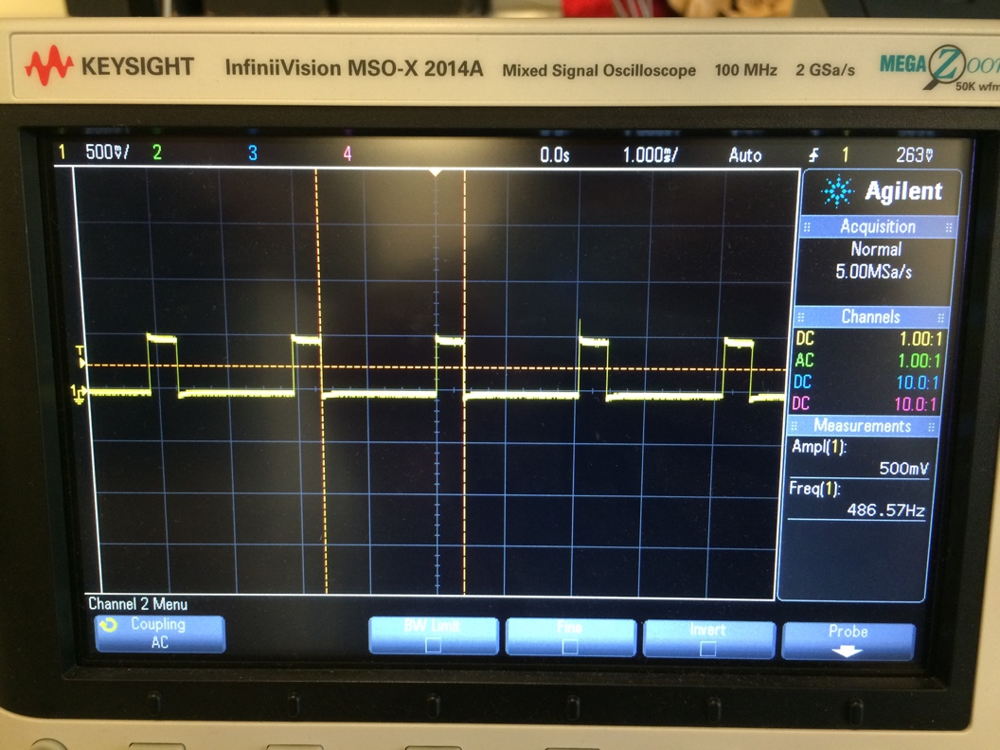 KEYSIGHT InfiniiVision MSO-X 2014A Mixed Signal Oscilloscope 100 MHz 2 GSa/s MEGA Zoom
50K wfm
1 500mV/ 2 3 4 0.0s 1.000ms/ Auto 1 263mV
Agilent
Acquisition
Normal
5.00MSa/s
Channels
DC 1.00:1
AC 1.00:1
DC 10.0:1
DC 10.0:1
Measurements
Ampl(1):
500mV
Freq(1):
486.57Hz
T
1
Channel 2 Menu
Coupling
AC
BW Limit
Fine
Invert
Probe